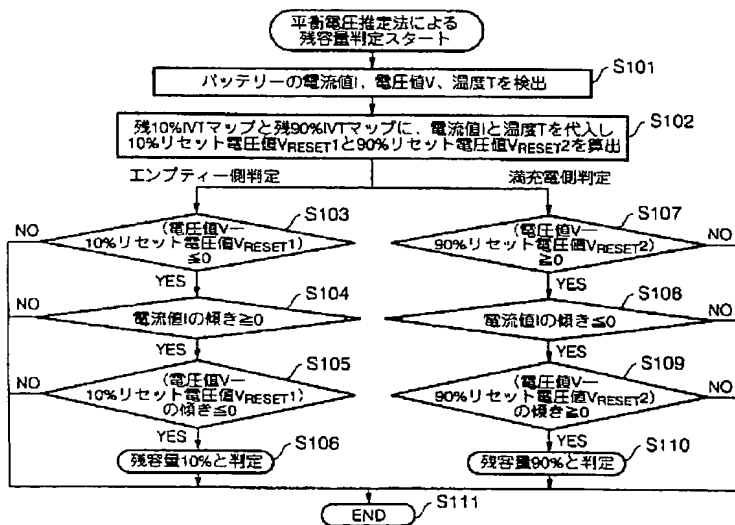 平衡電圧推定法による
残容量判定スタート
S101
バッテリーの電流値I、電圧値V、温度Tを検出
S102
残10%IVTマップと残90%IVTマップに、電流値Iと温度Tを代入し
10%リセット電圧値VRESET1と90%リセット電圧値VRESET2を算出
エンプティー側判定
満充電側判定
S103
NO
(電圧値V－
10%リセット電圧値VRESET1)
≦0
YES
S107
(電圧値V－
90%リセット電圧値VRESET2)
≧0
NO
YES
S104
NO
電流値Iの傾き≧0
YES
S108
電流値Iの傾き≦0
NO
YES
S105
NO
(電圧値V－
10%リセット電圧値VRESET1)
の傾き≦0
YES
S109
(電圧値V－
90%リセット電圧値VRESET2)
の傾き≧0
NO
YES
S106
残容量10%と判定
S110
残容量90%と判定
S111
END